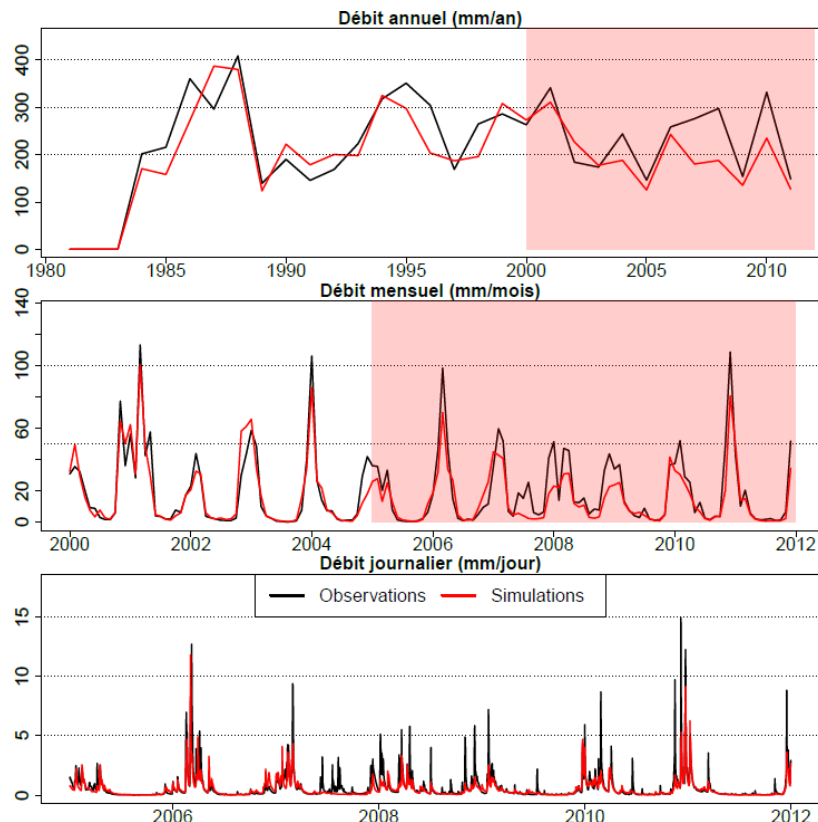 Débit annuel (mm/an)
400
300
200
100
0
1980 1985 1990 1995 2000 2005 2010
Débit mensuel (mm/mois)
140
100
60
20
0
2000 2002 2004 2006 2008 2010 2012
Débit journalier (mm/jour)
Observations Simulations
15
10
5
0
2006 2008 2010 2012